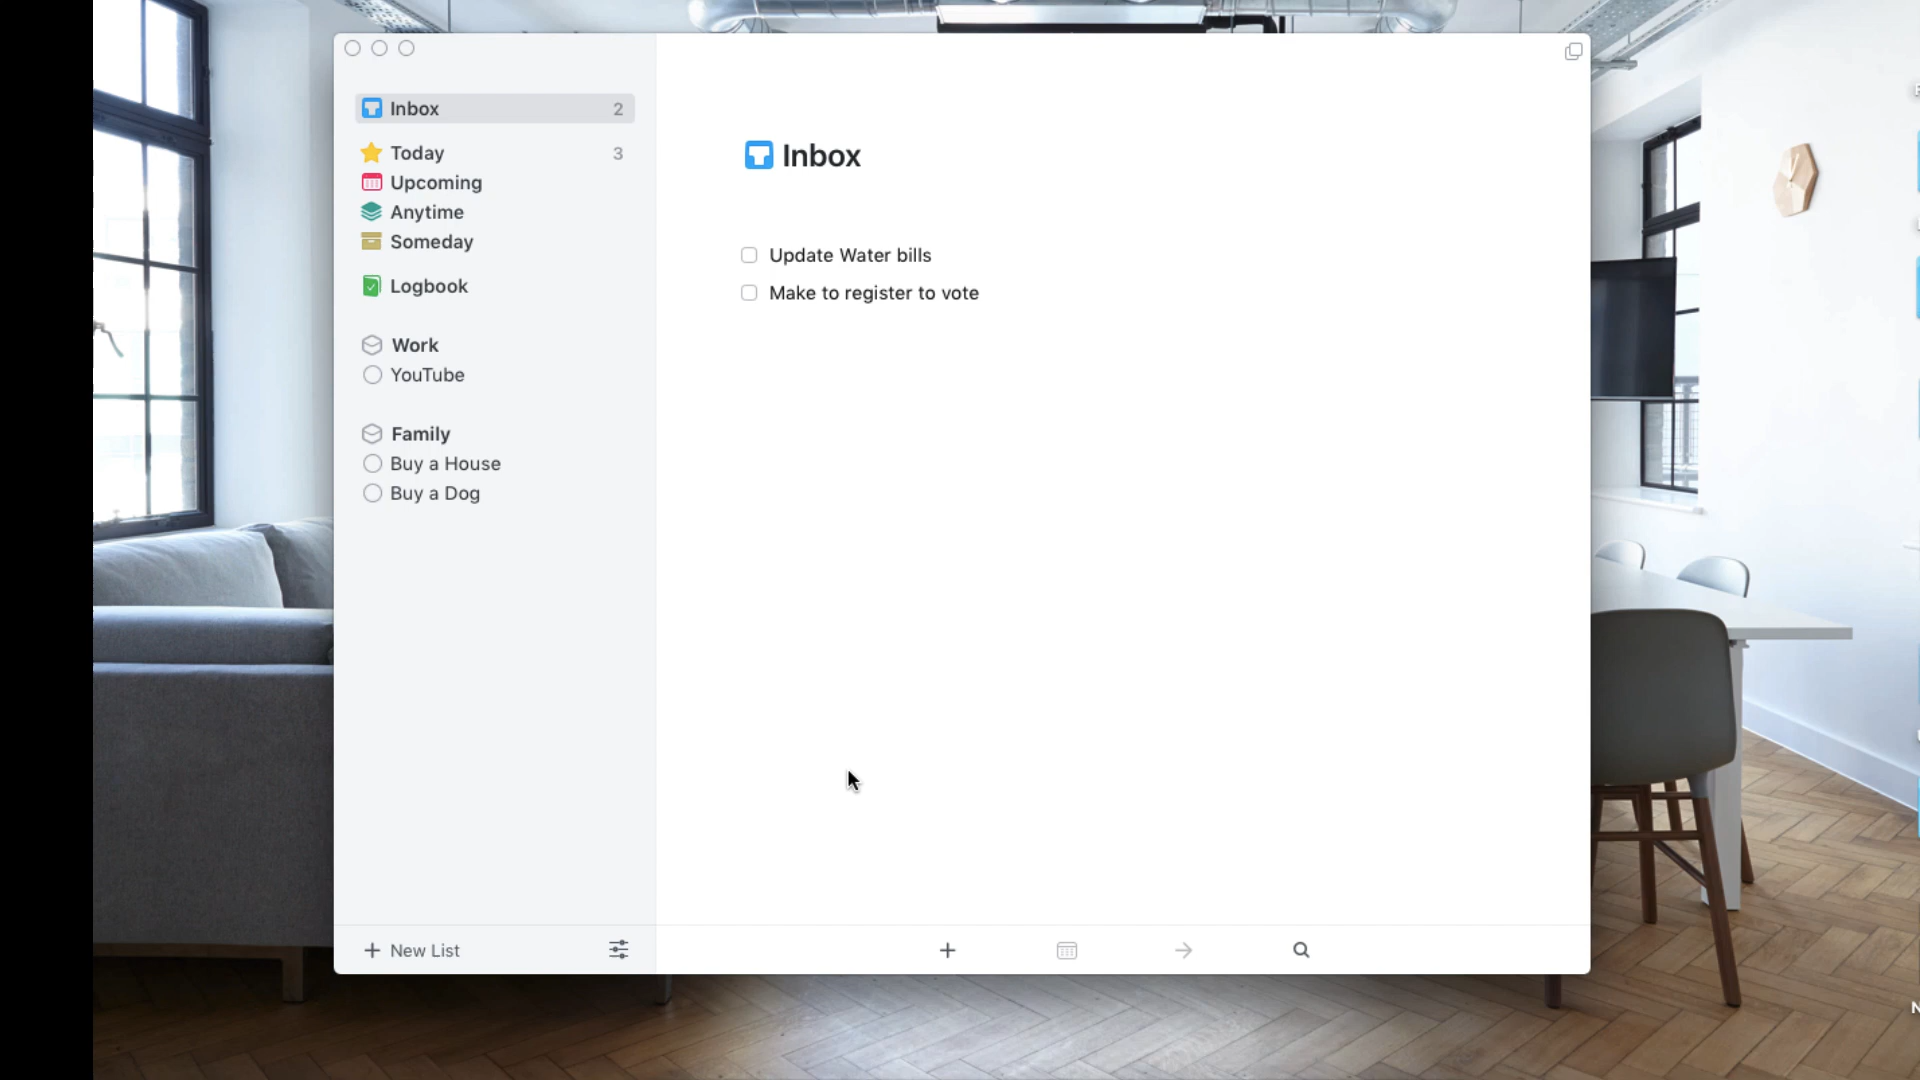 Inbox 2
Today 3
Upcoming
Anytime
Someday
Logbook
Work
YouTube
Family
Buy a House
Buy a Dog
+ New List
Inbox
Update Water bills
Make to register to vote